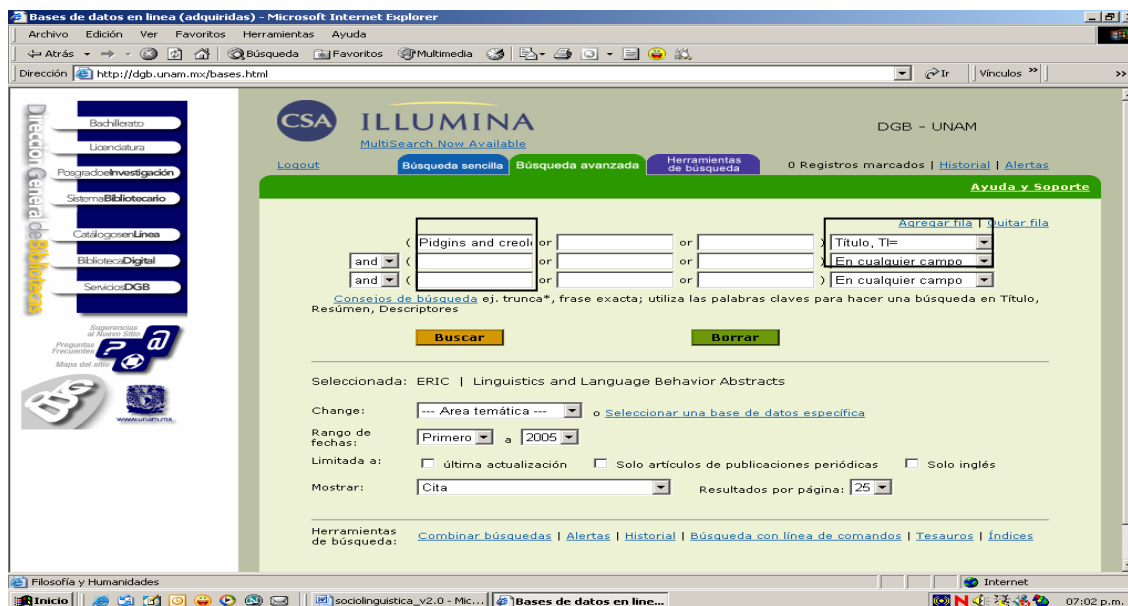 Bases de datos en linea (adquiridas) - Microsoft Internet Explorer
Archivo Edición Ver Favoritos Herramientas Ayuda
Atrás Búsqueda Favoritos Multimedia
Dirección http://dgb.unam.mx/bases.html Ir Vínculos »
Dirección General de Bibliotecas
Bachillerato
Licenciatura
PosgradoeInvestigación
SistemaBibliotecario
CatálogosenLínea
BibliotecaDigital
ServiciosDGB
Sugerencias
al Nuevo Sitio
Preguntas
Frecuentes
Mapa del sitio
www.unam.mx
CSA ILLUMINA DGB - UNAM
MultiSearch Now Available
Logout Búsqueda sencilla Búsqueda avanzada Herramientas de búsqueda 0 Registros marcados | Historial | Alertas
Ayuda y Soporte
Agregar fila | Quitar fila
( Pidgins and creol or or ) Título, TI=
and ( or or ) En cualquier campo
and ( or or ) En cualquier campo
Consejos de búsqueda ej. trunca*, frase exacta; utiliza las palabras claves para hacer una búsqueda en Título,
Resúmen, Descriptores
Buscar Borrar
Seleccionada: ERIC | Linguistics and Language Behavior Abstracts
Change: --- Area temática --- o Seleccionar una base de datos específica
Rango de fechas: Primero a 2005
Limitada a: última actualización Solo artículos de publicaciones periódicas Solo inglés
Mostrar: Cita Resultados por página: 25
Herramientas de búsqueda: Combinar búsquedas | Alertas | Historial | Búsqueda con línea de comandos | Tesauros | Índices
Filosofía y Humanidades Internet
Inicio » sociolinguistica_v2.0 - Mic... Bases de datos en line... 07:02 p.m.